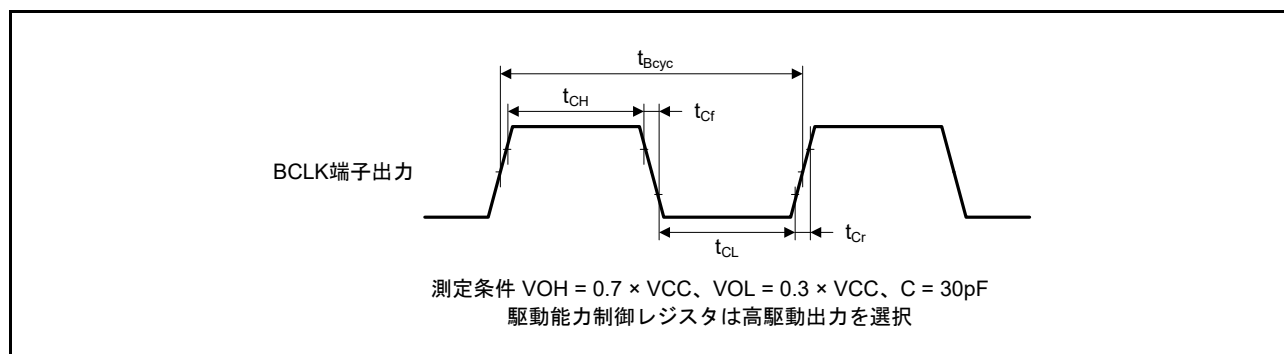 tBcyc
tCH
tCf
BCLK端子出力
tCL
tCr
測定条件 VOH = 0.7 × VCC、VOL = 0.3 × VCC、C = 30pF
駆動能力制御レジスタは高駆動出力を選択